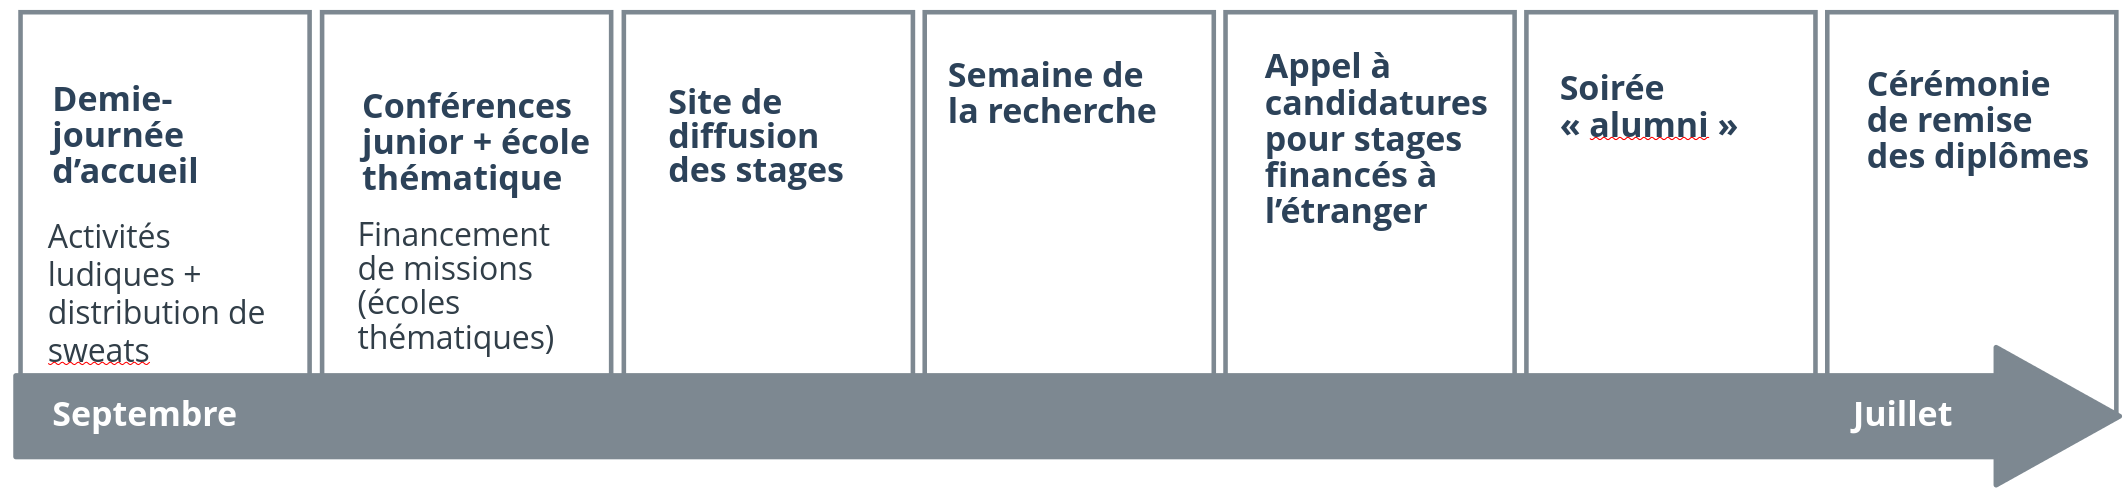 Demie-
journée
d’accueil
Activités
ludiques +
distribution de
sweats
Conférences
junior + école
thématique
Financement
de missions
(écoles
thématiques)
Site de
diffusion
des stages
Semaine de
la recherche
Appel à
candidatures
pour stages
financés à
l’étranger
Soirée
« alumni »
Cérémonie
de remise
des diplômes
Septembre
Juillet